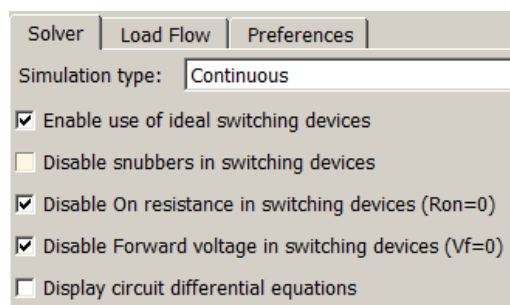 Solver Load Flow Preferences
Simulation type: Continuous
Enable use of ideal switching devices
Disable snubbers in switching devices
Disable On resistance in switching devices (Ron=0)
Disable Forward voltage in switching devices (Vf=0)
Display circuit differential equations